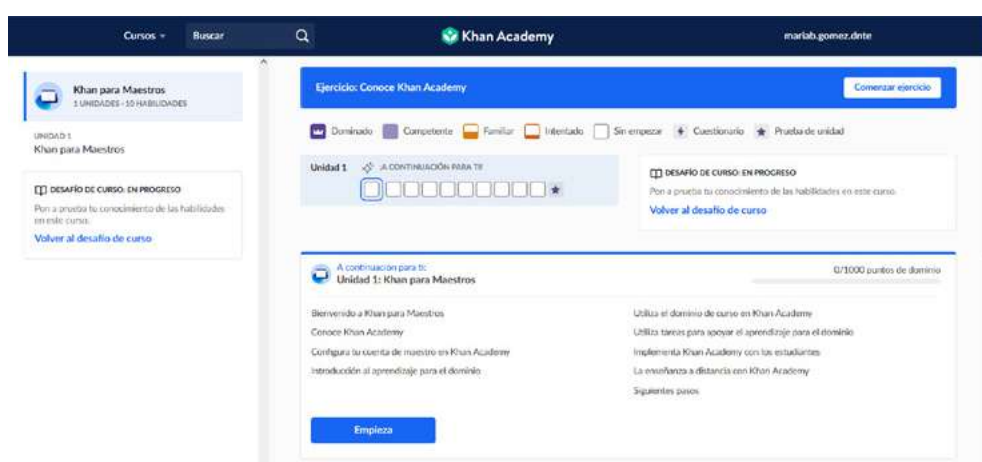 Cursos
Buscar
Khan Academy
mariab.gomez.dnte
Khan para Maestros
1 UNIDADES · 10 HABILIDADES
UNIDAD 1
Khan para Maestros
DESAFÍO DE CURSO: EN PROGRESO
Pon a prueba tu conocimiento de las habilidades
en este curso.
Volver al desafío de curso
Ejercicio: Conoce Khan Academy
Comenzar ejercicio
Dominado
Competente
Familiar
Intentado
Sin empezar
Cuestionario
Prueba de unidad
Unidad 1
A CONTINUACIÓN PARA TI!
DESAFÍO DE CURSO: EN PROGRESO
Pon a prueba tu conocimiento de las habilidades en este curso.
Volver al desafío de curso
A continuación para ti:
Unidad 1: Khan para Maestros
0/1000 puntos de dominio
Bienvenido a Khan para Maestros
Conoce Khan Academy
Configura tu cuenta de maestro en Khan Academy
Introducción al aprendizaje para el dominio
Utiliza el dominio de curso en Khan Academy
Utiliza tareas para apoyar el aprendizaje para el dominio
Implementa Khan Academy con los estudiantes
La enseñanza a distancia con Khan Academy
Siguientes pasos
Empieza